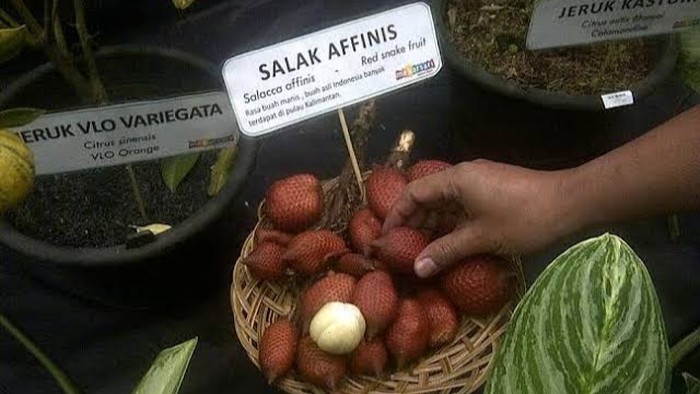 SALAK AFFINIS
Salacca affinis - Red snake fruit
Rasa buah manis , buah asli Indonesia banyak
terdapat di pulau Kalimantan.
JERUK VLO VARIEGATA
Citrus sinensis
VLO Orange
JERUK KASTURI
Citrus
Calamondine